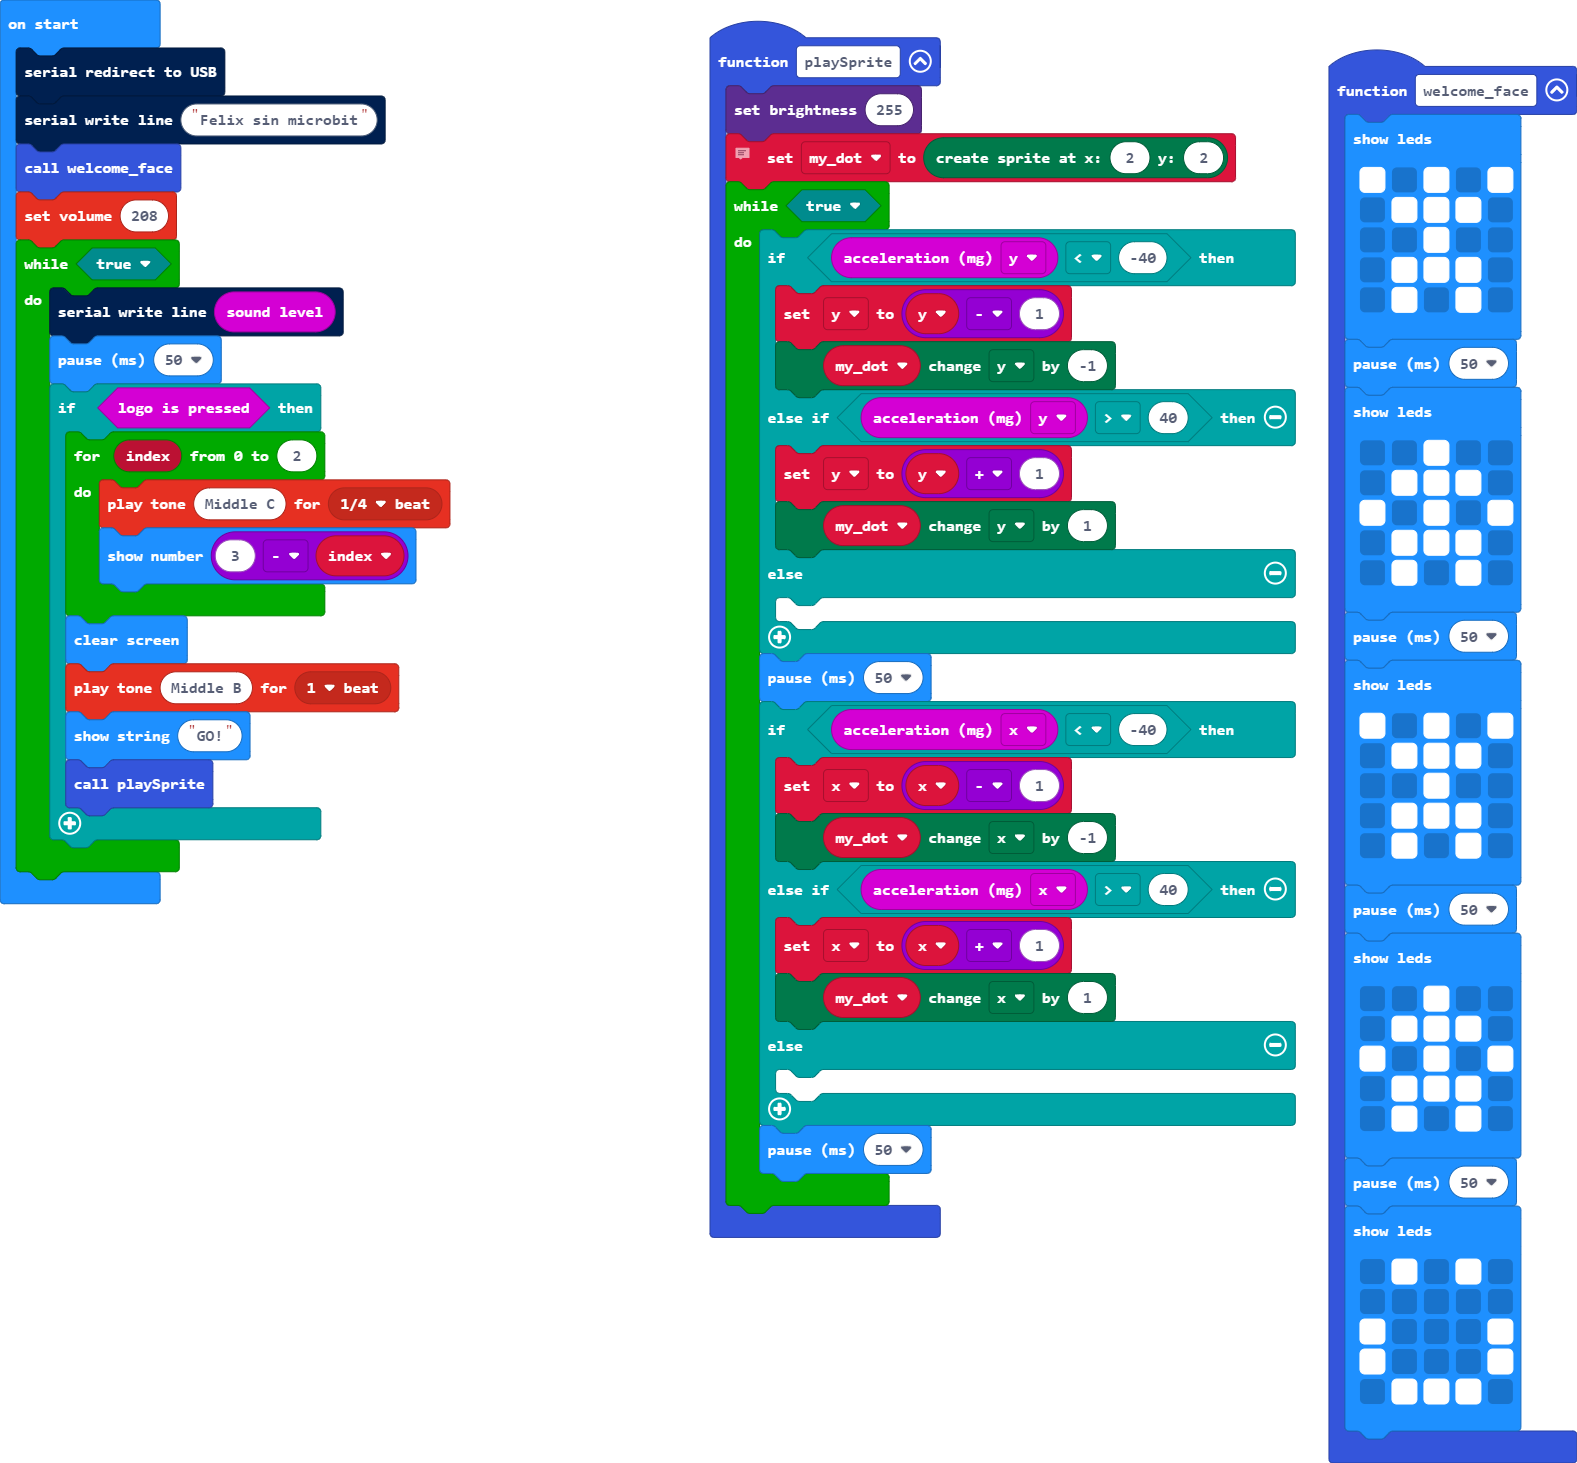 on start
serial redirect to USB
serial write line "Felix sin microbit"
call welcome_face
set volume 208
while true
do
serial write line sound level
pause (ms) 50
if logo is pressed then
for index from 0 to 2
do
play tone Middle C for 1/4 beat
show number 3 - index
clear screen
play tone Middle B for 1 beat
show string "GO!"
call playSprite
function playSprite
set brightness 255
set my_dot to create sprite at x: 2 y: 2
while true
do
if acceleration (mg) y < -40 then
set y to y - 1
my_dot change y by -1
else if acceleration (mg) y > 40 then
set y to y + 1
my_dot change y by 1
else
pause (ms) 50
if acceleration (mg) x < -40 then
set x to x - 1
my_dot change x by -1
else if acceleration (mg) x > 40 then
set x to x + 1
my_dot change x by 1
else
pause (ms) 50
function welcome_face
show leds
pause (ms) 50
show leds
pause (ms) 50
show leds
pause (ms) 50
show leds
pause (ms) 50
show leds